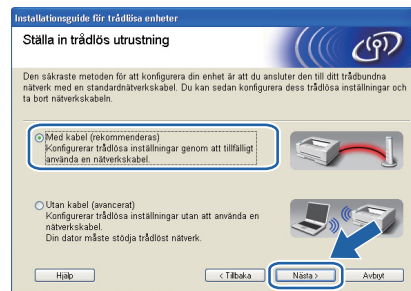 Installationsguide för trådlösa enheter
Ställa in trådlös utrustning
Den säkraste metoden för att konfigurera din enhet är att du ansluter den till ditt trådbundna
nätverk med en standardnätverkskabel. Du kan sedan konfigurera dess trådlösa inställningar och
ta bort nätverkskabeln.
Med kabel (rekommenderas)
Konfigurerar trådlösa inställningar genom att tillfälligt
använda en nätverkskabel.
Utan kabel (avancerat)
Konfigurerar trådlösa inställningar utan att använda en
nätverkskabel.
Din dator måste stödja trådlöst nätverk.
Hjälp
< Tillbaka
Nästa >
Avbryt